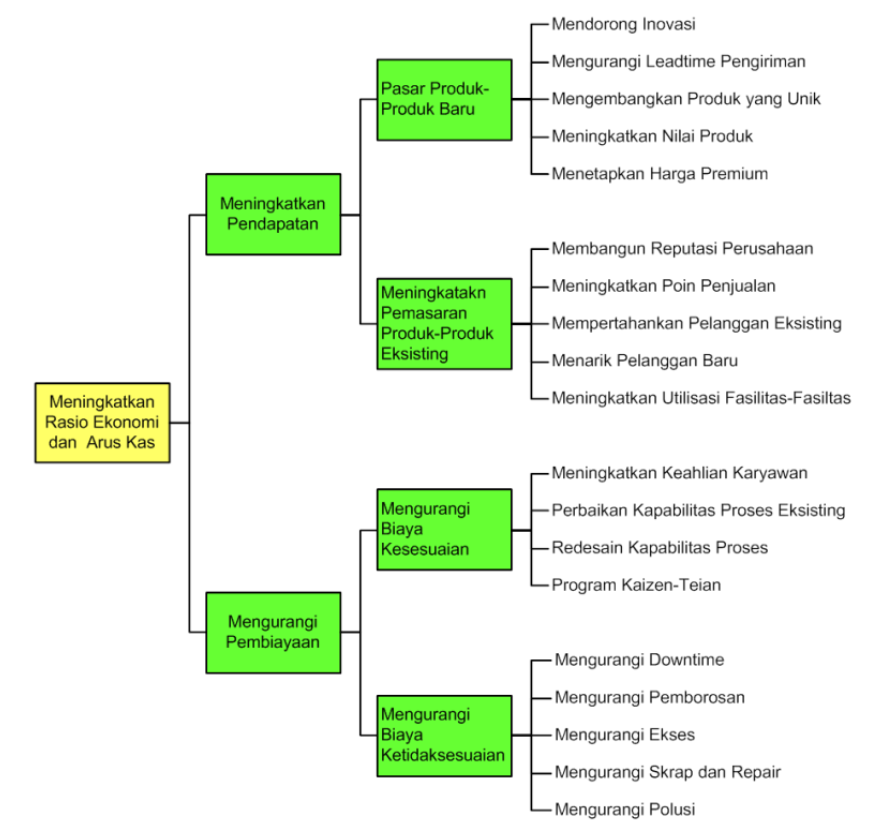 Meningkatkan
Rasio Ekonomi
dan Arus Kas
Meningkatkan
Pendapatan
Pasar Produk-
Produk Baru
Mendorong Inovasi
Mengurangi Leadtime Pengiriman
Mengembangkan Produk yang Unik
Meningkatkan Nilai Produk
Menetapkan Harga Premium
Meningkatakn
Pemasaran
Produk-Produk
Eksisting
Membangun Reputasi Perusahaan
Meningkatkan Poin Penjualan
Mempertahankan Pelanggan Eksisting
Menarik Pelanggan Baru
Meningkatkan Utilisasi Fasilitas-Fasiltas
Mengurangi
Pembiayaan
Mengurangi
Biaya
Kesesuaian
Meningkatkan Keahlian Karyawan
Perbaikan Kapabilitas Proses Eksisting
Redesain Kapabilitas Proses
Program Kaizen-Teian
Mengurangi
Biaya
Ketidaksesuaian
Mengurangi Downtime
Mengurangi Pemborosan
Mengurangi Ekses
Mengurangi Skrap dan Repair
Mengurangi Polusi